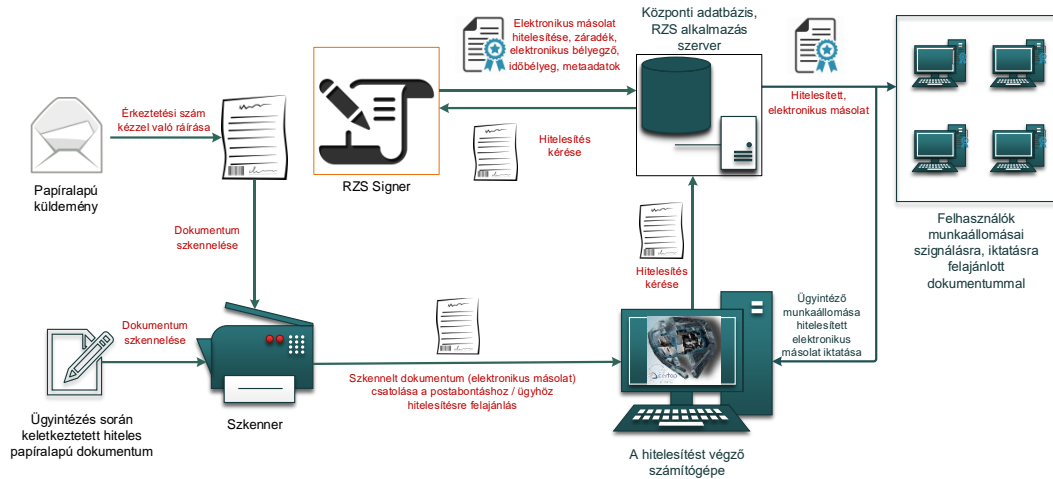 Elektronikus másolat
hitelesítése, záradék,
elektronikus bélyegző,
időbélyeg, metaadatok
Központi adatbázis,
RZS alkalmazás
szerver
Érkeztetési szám
kézzel való ráírása
Hitelesített,
elektronikus másolat
Hitelesítés
kérése
Papíralapú
küldemény
RZS Signer
Felhasználók
munkaállomásai
szignálásra, iktatásra
felajánlott
dokumentummal
Dokumentum
szkennelése
Hitelesítés
kérése
Dokumentum
szkennelése
Ügyintéző
munkaállomása
hitelesített
elektronikus
másolat iktatása
Szkennelt dokumentum (elektronikus másolat)
csatolása a postabontáshoz / ügyhöz
hitelesítésre felajánlás
Ügyintézés során
keletkeztetett hiteles
papíralapú dokumentum
Szkenner
A hitelesítést végző
számítógépe